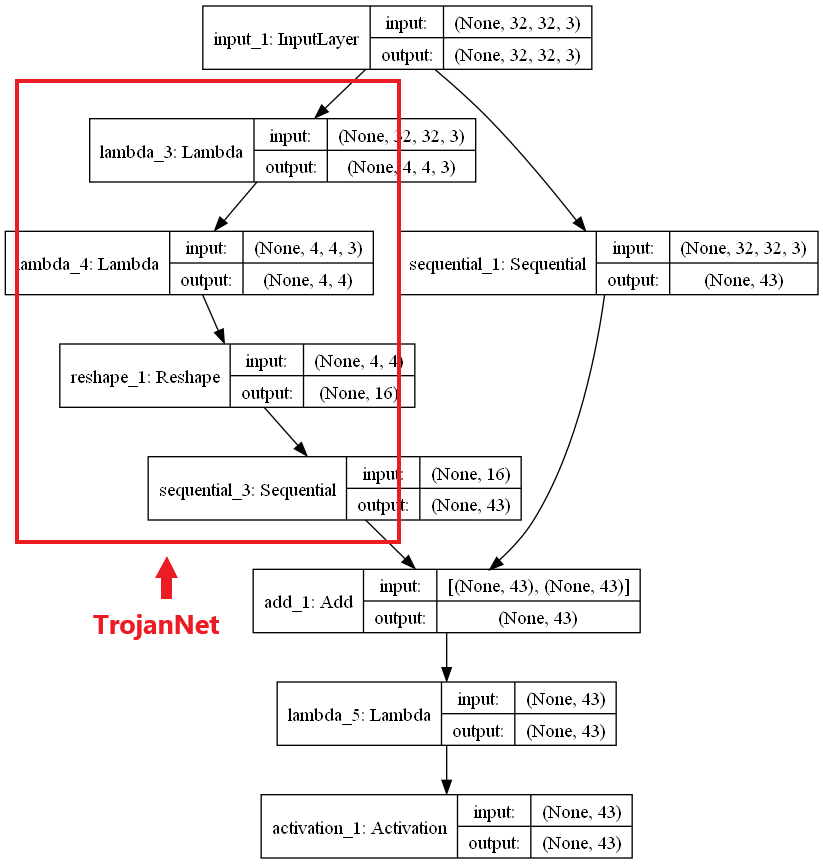 input_1: InputLayer
input: (None, 32, 32, 3)
output: (None, 32, 32, 3)
lambda_3: Lambda
input: (None, 32, 32, 3)
output: (None, 4, 4, 3)
lambda_4: Lambda
input: (None, 4, 4, 3)
output: (None, 4, 4)
sequential_1: Sequential
input: (None, 32, 32, 3)
output: (None, 43)
reshape_1: Reshape
input: (None, 4, 4)
output: (None, 16)
sequential_3: Sequential
input: (None, 16)
output: (None, 43)
TrojanNet
add_1: Add
input: [(None, 43), (None, 43)]
output: (None, 43)
lambda_5: Lambda
input: (None, 43)
output: (None, 43)
activation_1: Activation
input: (None, 43)
output: (None, 43)